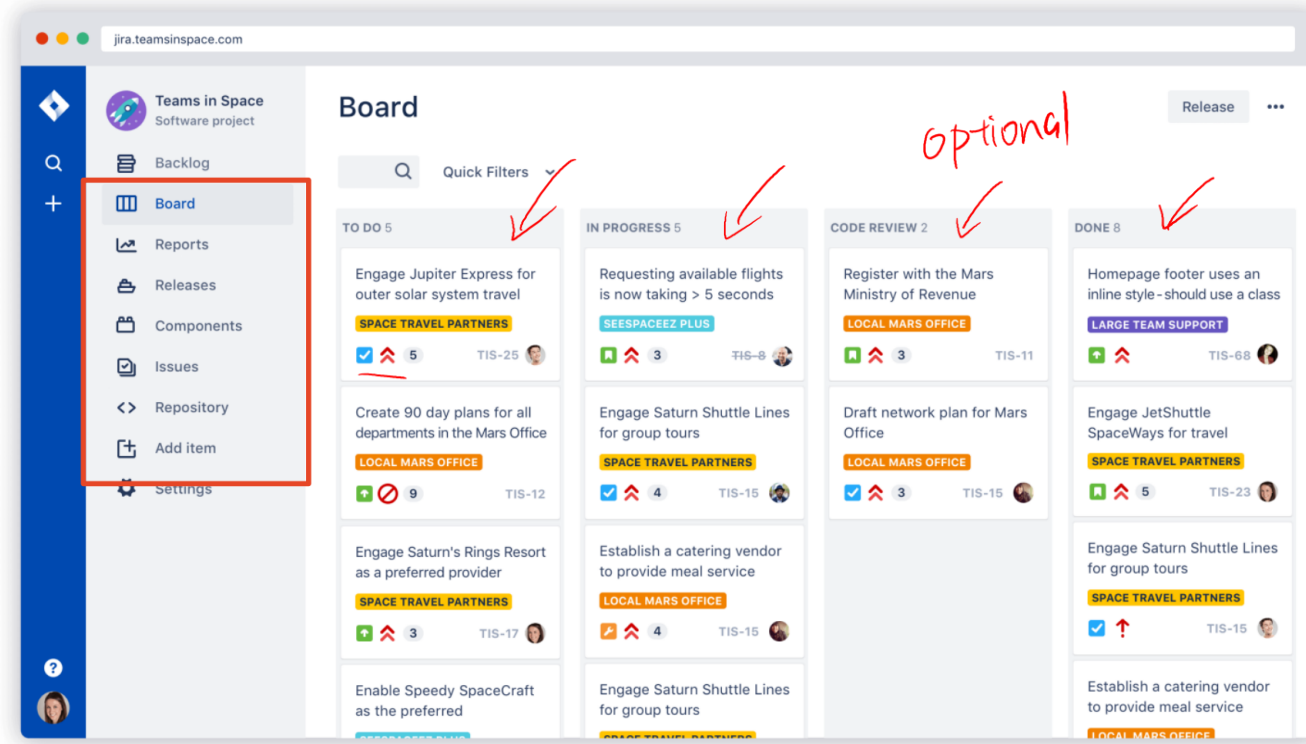 jira.teamsinspace.com
Teams in Space
Software project
Backlog
Board
Reports
Releases
Components
Issues
Repository
Add item
Settings
Board
optional
Release
Quick Filters
TO DO 5
Engage Jupiter Express for
outer solar system travel
SPACE TRAVEL PARTNERS
5 TIS-25
Create 90 day plans for all
departments in the Mars Office
LOCAL MARS OFFICE
9 TIS-12
Engage Saturn's Rings Resort
as a preferred provider
SPACE TRAVEL PARTNERS
3 TIS-17
Enable Speedy SpaceCraft
as the preferred
SEESPACEEZ PLUS
IN PROGRESS 5
Requesting available flights
is now taking > 5 seconds
SEESPACEEZ PLUS
3 TIS-8
Engage Saturn Shuttle Lines
for group tours
SPACE TRAVEL PARTNERS
4 TIS-15
Establish a catering vendor
to provide meal service
LOCAL MARS OFFICE
4 TIS-15
Engage Saturn Shuttle Lines
for group tours
SPACE TRAVEL PARTNERS
CODE REVIEW 2
Register with the Mars
Ministry of Revenue
LOCAL MARS OFFICE
3 TIS-11
Draft network plan for Mars
Office
LOCAL MARS OFFICE
3 TIS-15
DONE 8
Homepage footer uses an
inline style - should use a class
LARGE TEAM SUPPORT
TIS-68
Engage JetShuttle
SpaceWays for travel
SPACE TRAVEL PARTNERS
5 TIS-23
Engage Saturn Shuttle Lines
for group tours
SPACE TRAVEL PARTNERS
TIS-15
Establish a catering vendor
to provide meal service
LOCAL MARS OFFICE